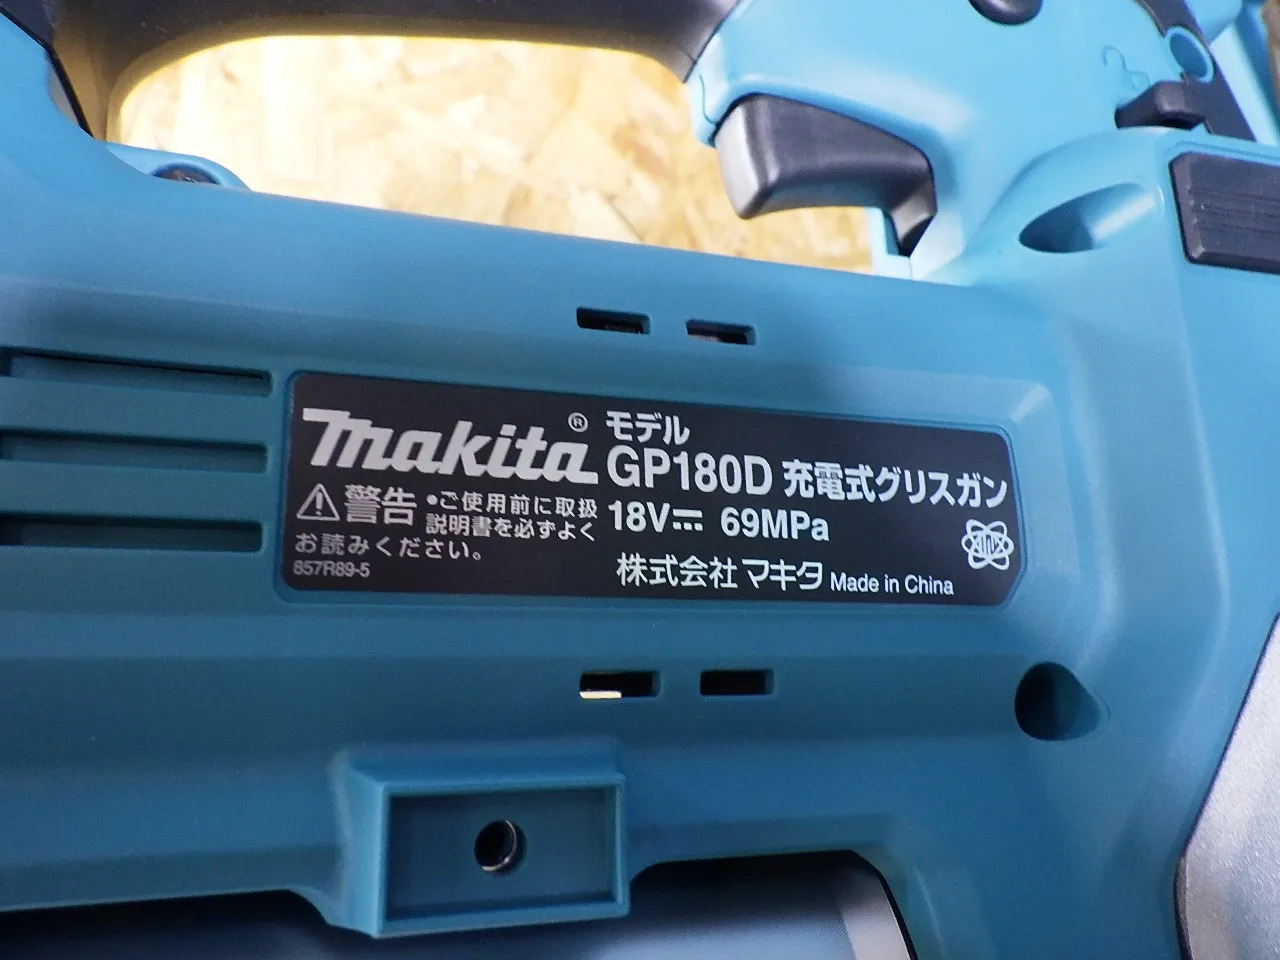 makita®
モデル
GP180D 充電式グリスガン
18V⎓ 69MPa
⚠警告 •ご使用前に取扱
説明書を必ずよく
お読みください。
857R89-5
株式会社マキタ Made in China